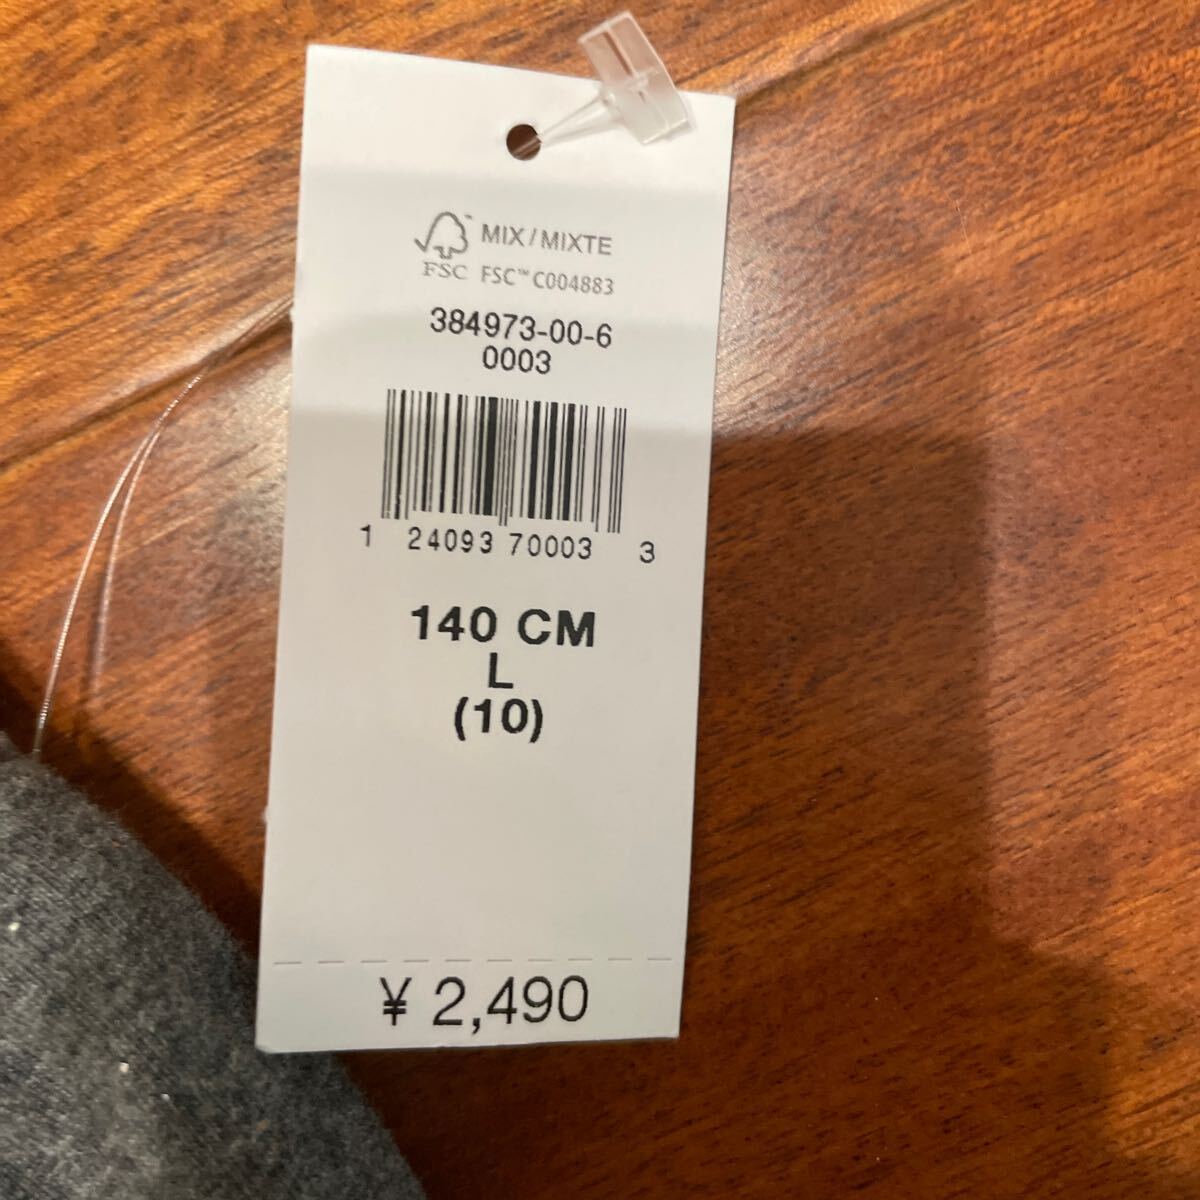 MIX/MIXTE
FSC FSC™ C004883
384973-00-6
0003
1 24093 70003 3
140 CM
L
(10)
¥ 2,490